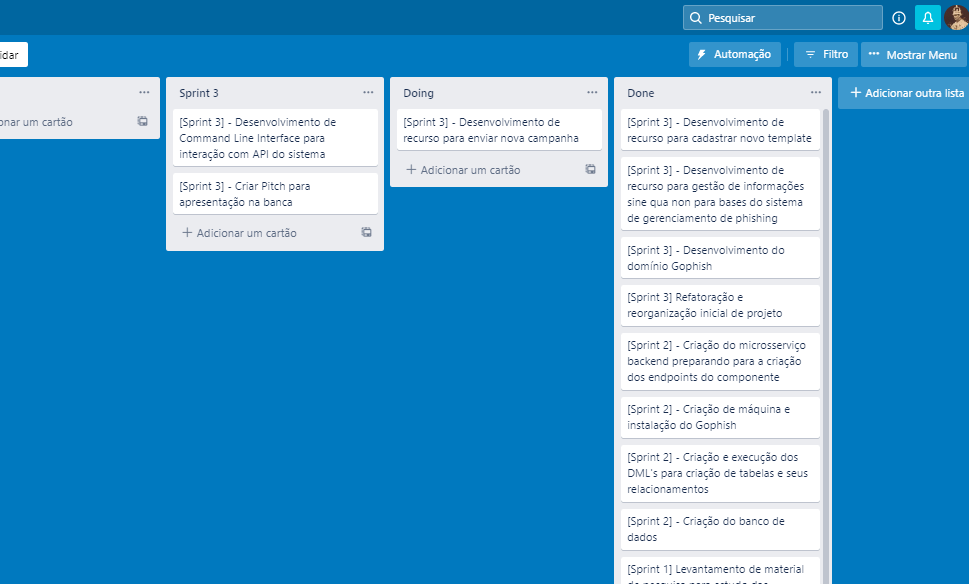 Pesquisar
idar
Automação
Filtro
Mostrar Menu
onar um cartão
Sprint 3
[Sprint 3] - Desenvolvimento de
Command Line Interface para
interação com API do sistema
[Sprint 3] - Criar Pitch para
apresentação na banca
Adicionar um cartão
Doing
[Sprint 3] - Desenvolvimento de
recurso para enviar nova campanha
Adicionar um cartão
Done
[Sprint 3] - Desenvolvimento de
recurso para cadastrar novo template
[Sprint 3] - Desenvolvimento de
recurso para gestão de informações
sine qua non para bases do sistema
de gerenciamento de phishing
[Sprint 3] - Desenvolvimento do
domínio Gophish
[Sprint 3] Refatoração e
reorganização inicial de projeto
[Sprint 2] - Criação do microsserviço
backend preparando para a criação
dos endpoints do componente
[Sprint 2] - Criação de máquina e
instalação do Gophish
[Sprint 2] - Criação e execução dos
DML's para criação de tabelas e seus
relacionamentos
[Sprint 2] - Criação do banco de
dados
[Sprint 1] Levantamento de material
de pesquisa para estudo das
Adicionar outra lista